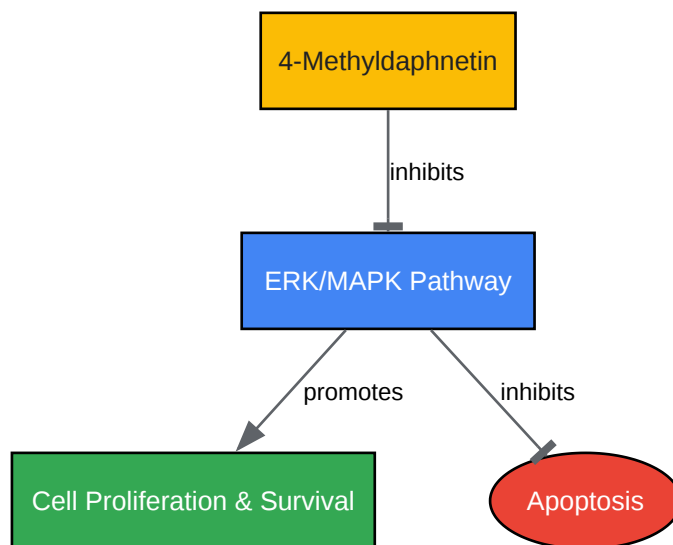 4-Methyldaphnetin
inhibits
ERK/MAPK Pathway
promotes
inhibits
Cell Proliferation & Survival
Apoptosis